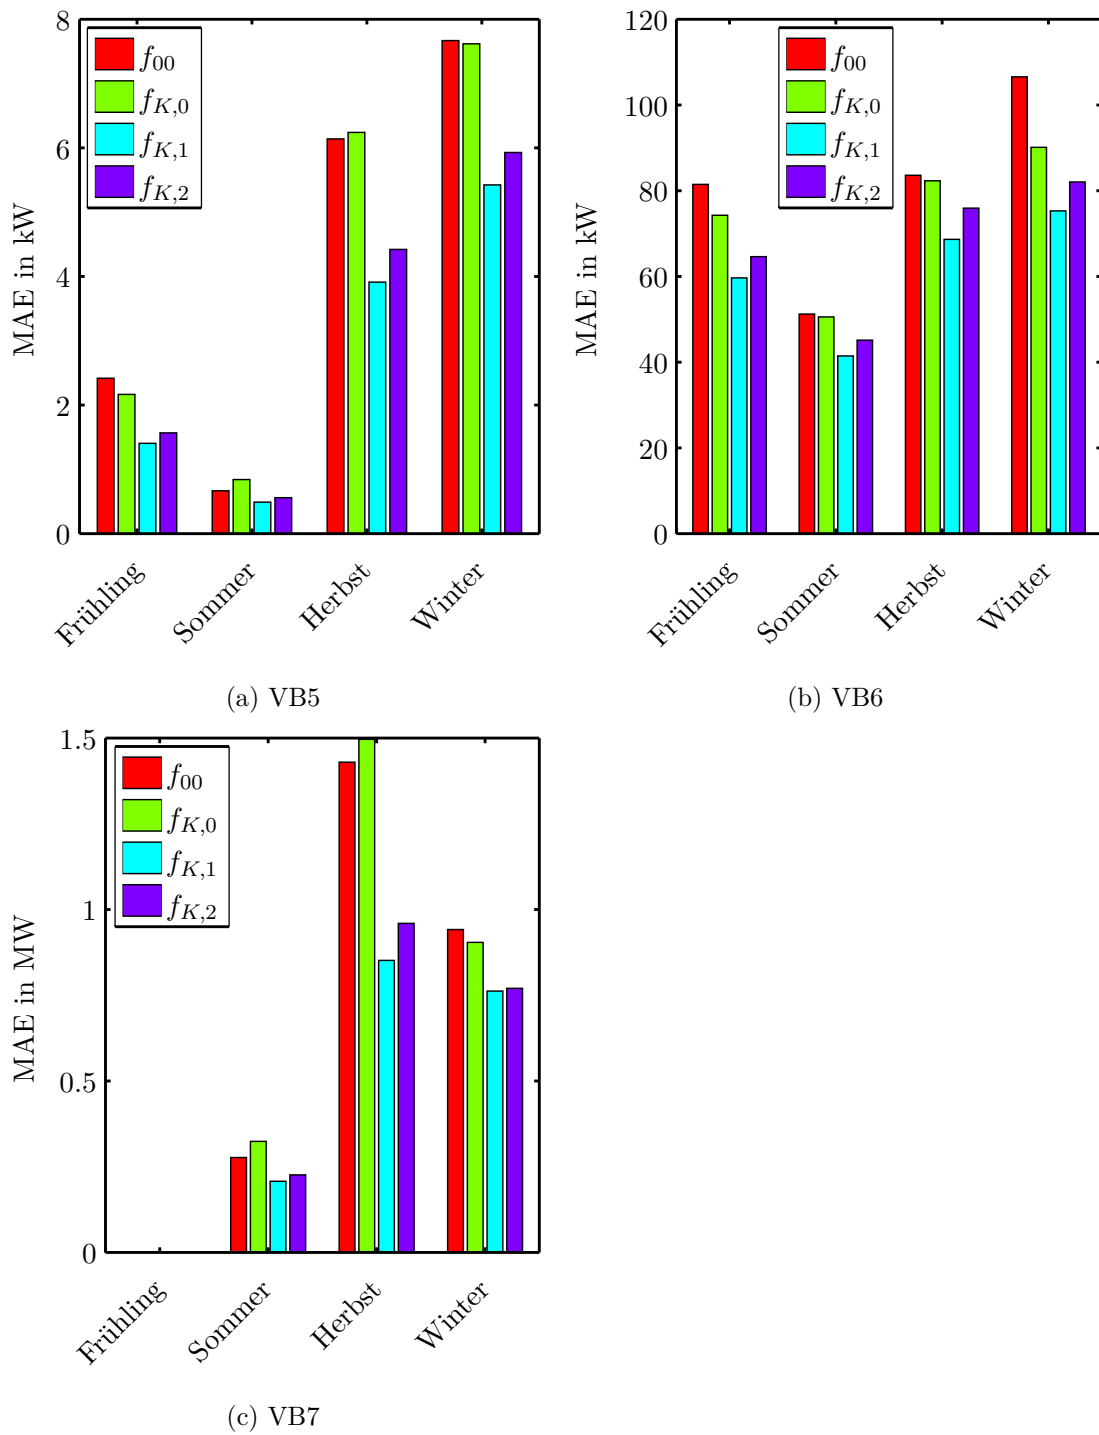 8
6
4
2
0
MAE in kW
f00
fK,0
fK,1
fK,2
Frühling
Sommer
Herbst
Winter
(a) VB5
120
100
80
60
40
20
0
MAE in kW
f00
fK,0
fK,1
fK,2
Frühling
Sommer
Herbst
Winter
(b) VB6
1.5
1
0.5
0
MAE in MW
f00
fK,0
fK,1
fK,2
Frühling
Sommer
Herbst
Winter
(c) VB7